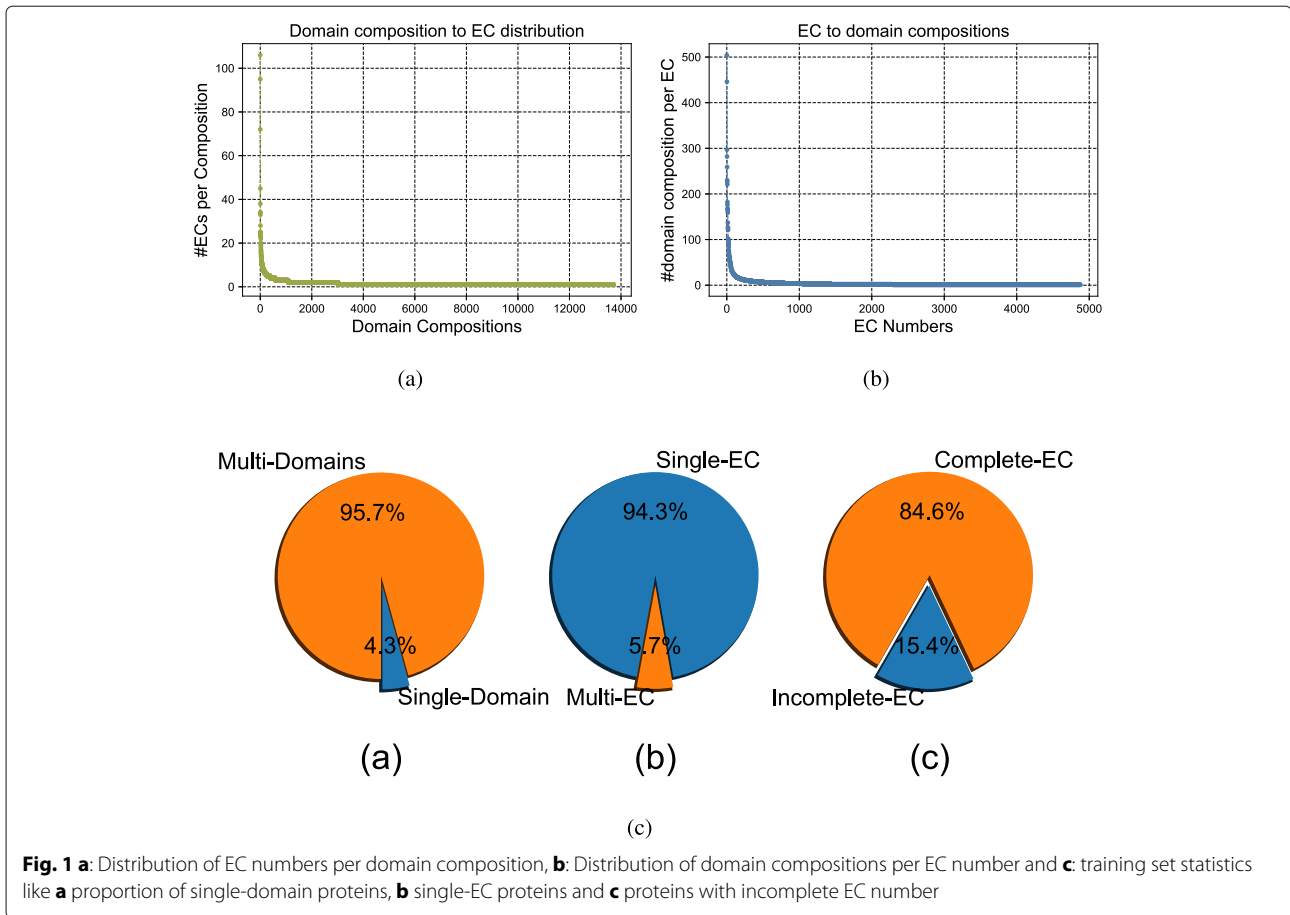 Domain composition to EC distribution
#ECs per Composition
100
80
60
40
20
0
0 2000 4000 6000 8000 10000 12000 14000
Domain Compositions
(a)
EC to domain compositions
#domain composition per EC
500
400
300
200
100
0
0 1000 2000 3000 4000 5000
EC Numbers
(b)
Multi-Domains
95.7%
4.3%
Single-Domain
(a)
Single-EC
94.3%
5.7%
Multi-EC
(b)
Complete-EC
84.6%
15.4%
Incomplete-EC
(c)
(c)
Fig. 1 a: Distribution of EC numbers per domain composition, b: Distribution of domain compositions per EC number and c: training set statistics
like a proportion of single-domain proteins, b single-EC proteins and c proteins with incomplete EC number